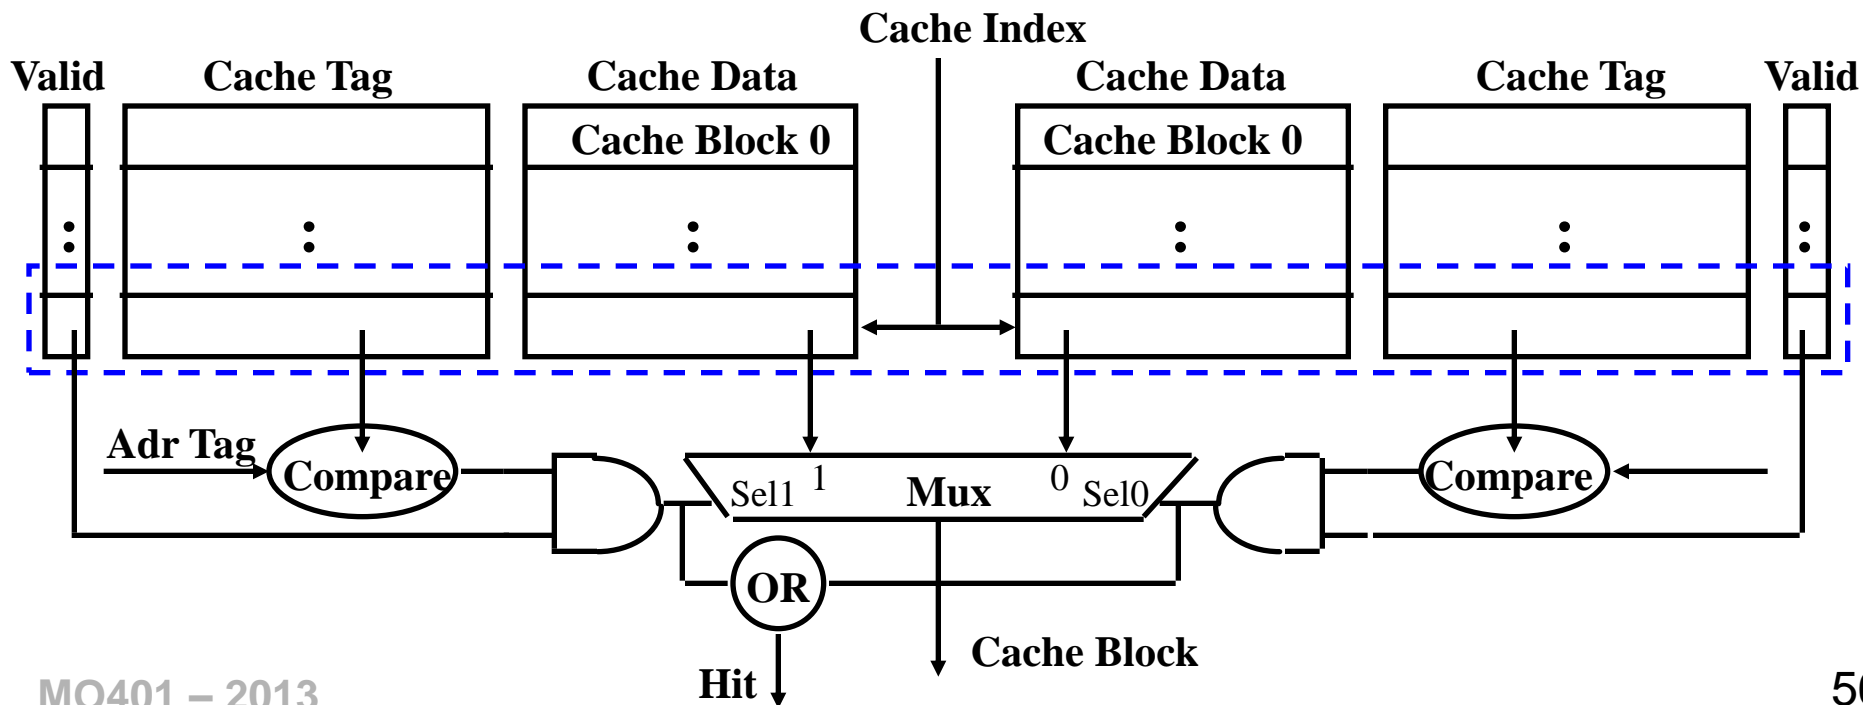 Cache Index
Valid Cache Tag Cache Data Cache Data Cache Tag Valid
Cache Block 0 Cache Block 0
Adr Tag
Compare Sel1 1 Mux 0 Sel0 Compare
OR
Cache Block
Hit
MO401 – 2013